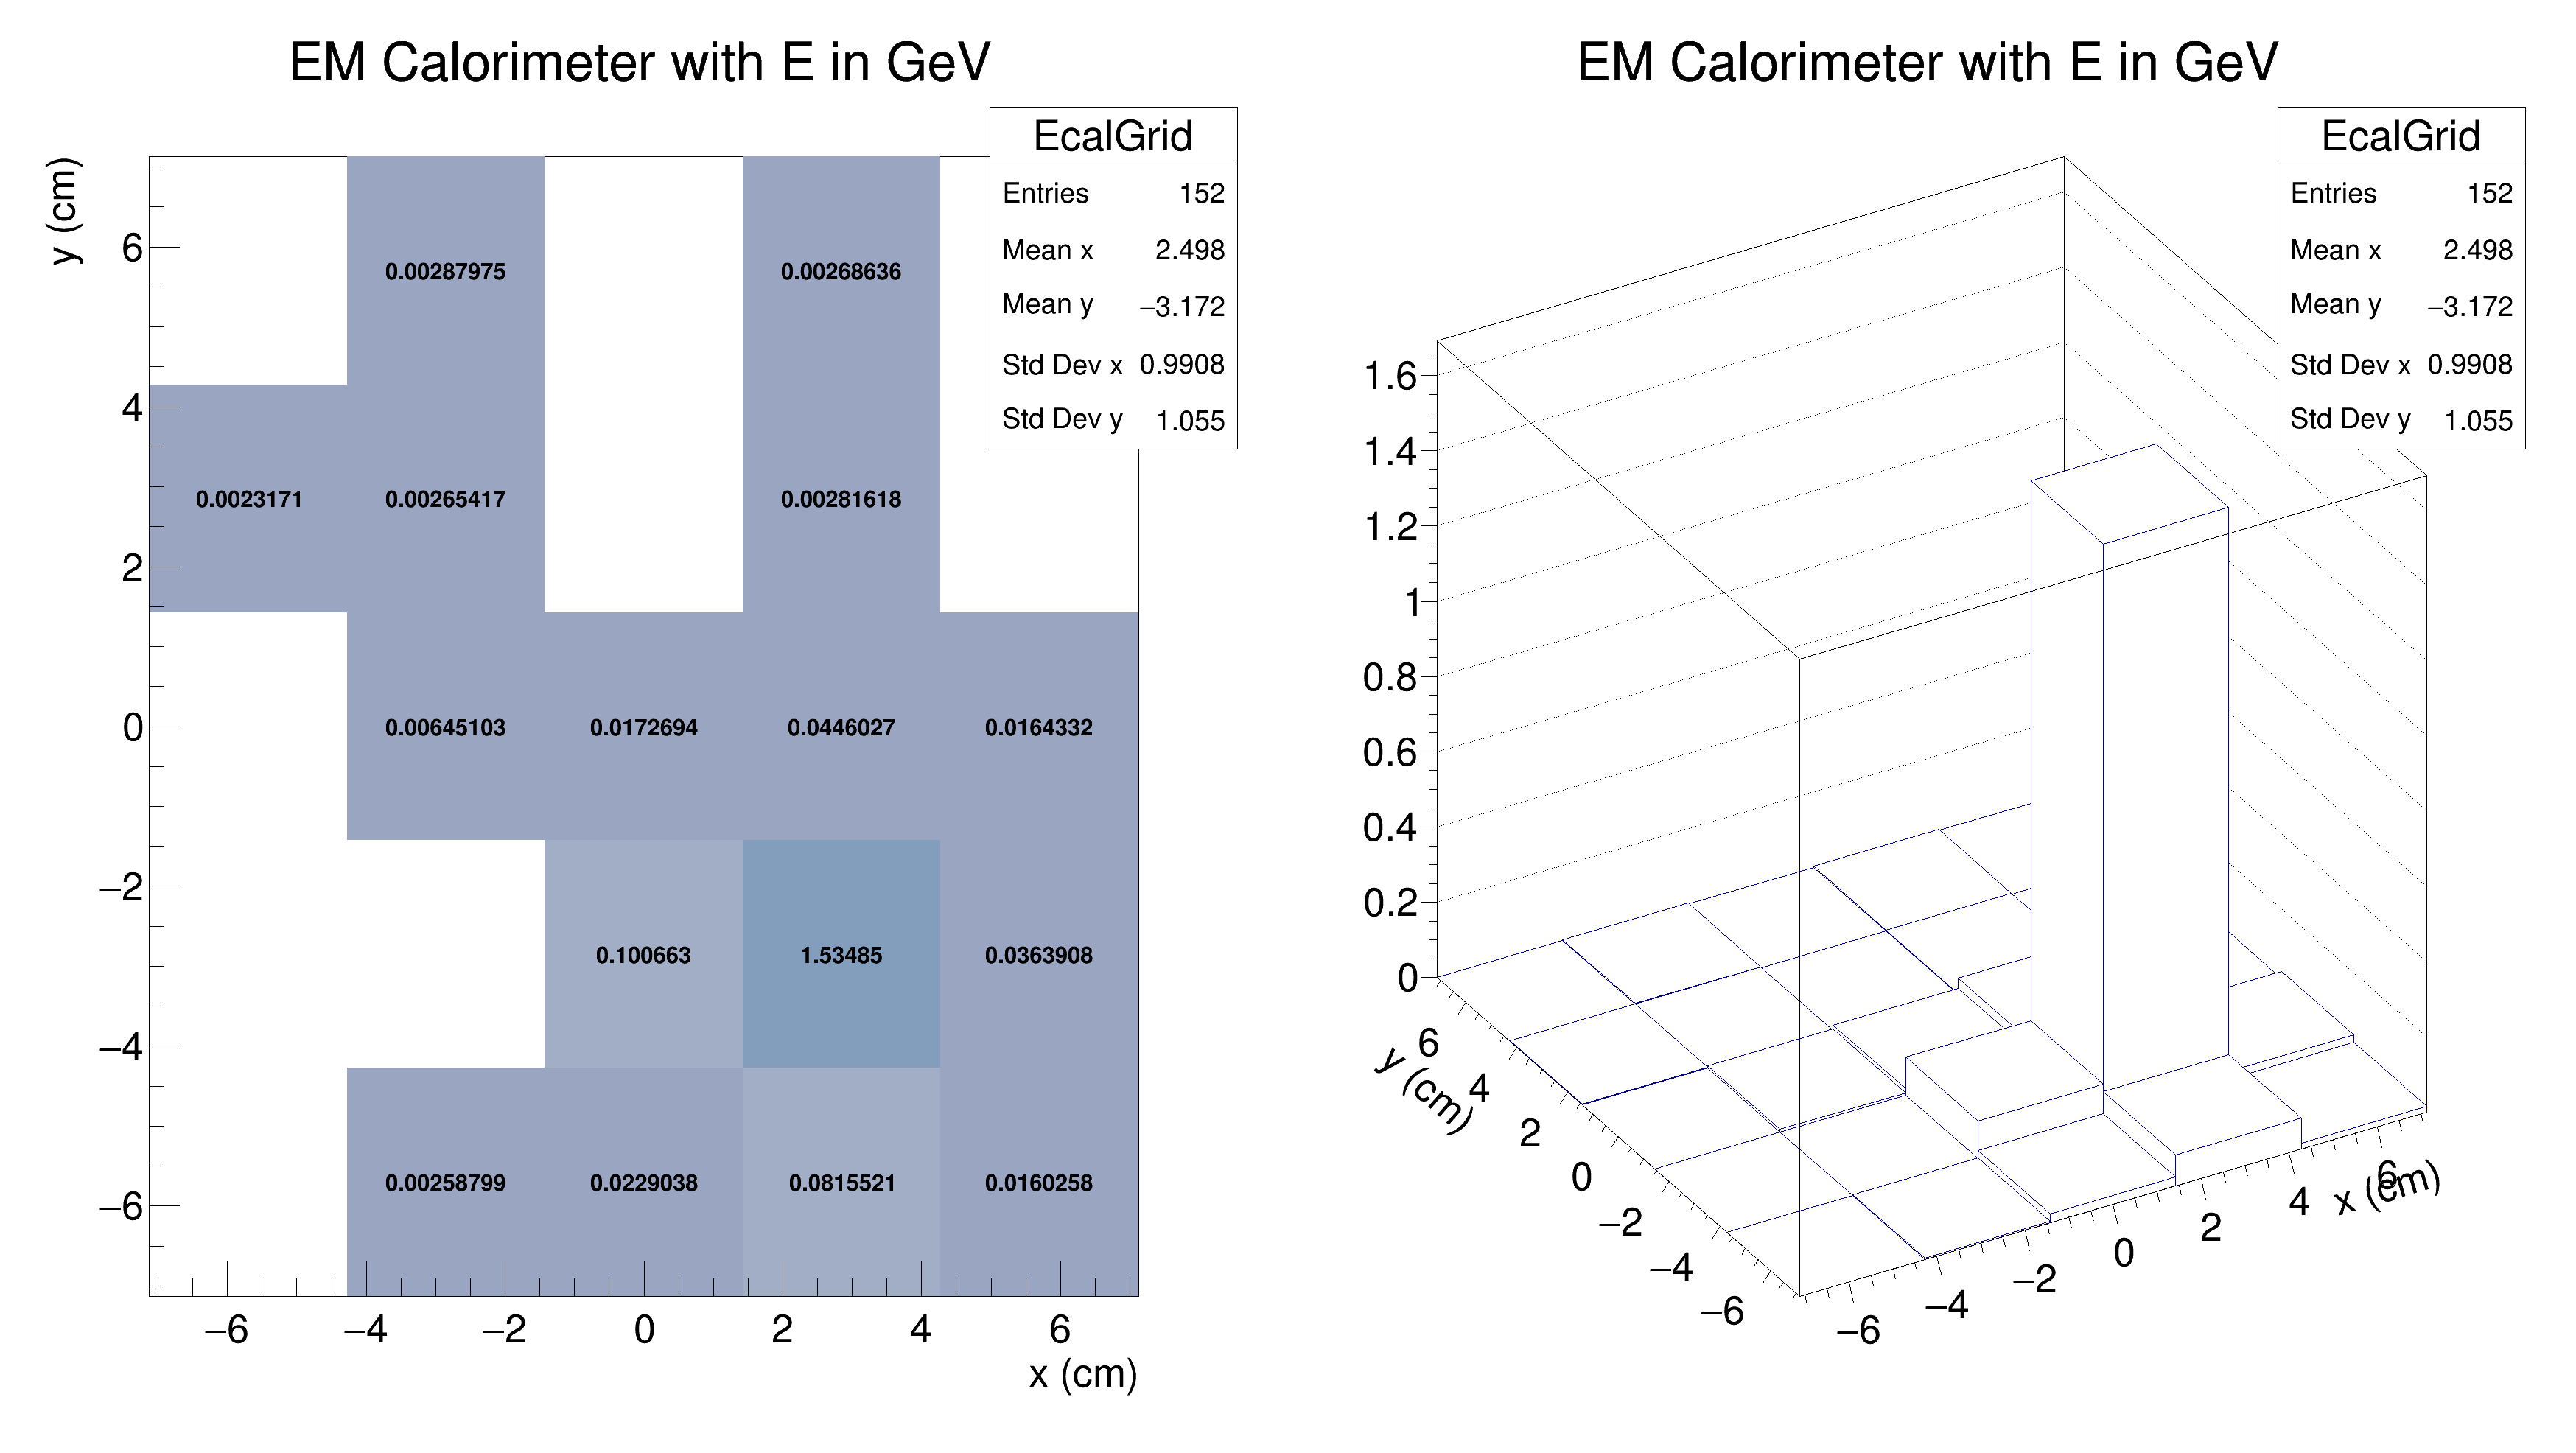 EM Calorimeter with E in GeV
EcalGrid
Entries 152
Mean x 2.498
Mean y −3.172
Std Dev x 0.9908
Std Dev y 1.055
y (cm)
6
4
2
0
−2
−4
−6
0.00287975 0.00268636
0.0023171 0.00265417 0.00281618
0.00645103 0.0172694 0.0446027 0.0164332
0.100663 1.53485 0.0363908
0.00258799 0.0229038 0.0815521 0.0160258
−6 −4 −2 0 2 4 6
x (cm)
EM Calorimeter with E in GeV
EcalGrid
Entries 152
Mean x 2.498
Mean y −3.172
Std Dev x 0.9908
Std Dev y 1.055
1.6
1.4
1.2
1
0.8
0.6
0.4
0.2
0
y (cm)
6
4
2
0
−2
−4
−6
−6
−4
−2
0
2
4
6
x (cm)